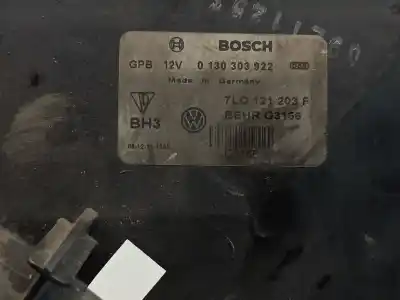 BOSCH
GPB 12V 0 130 303 922
Made in Germany
7L0 121 203 F
BH3 BEHR G3156